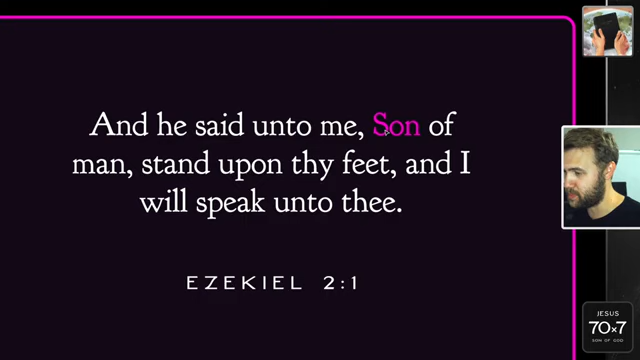 And he said unto me, Son of
man, stand upon thy feet, and I
will speak unto thee.
EZEKIEL 2:1
JESUS
70×7
SON OF GOD